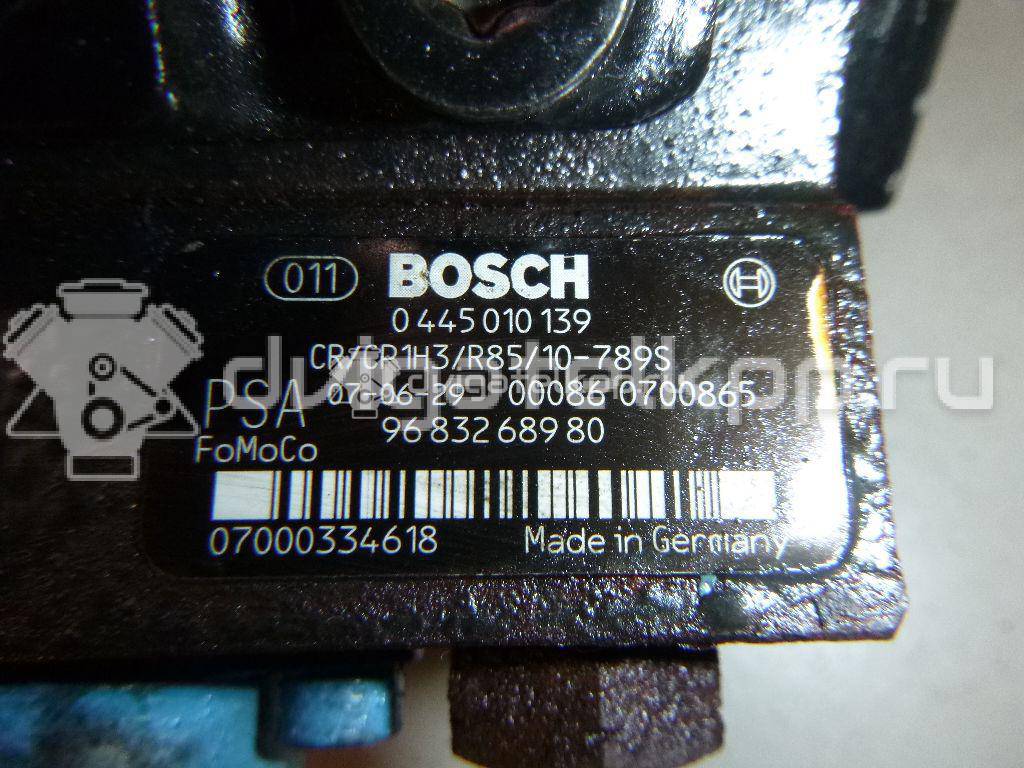 011 BOSCH
0 445 010 139
CR/CR1H3/R85/10-789S
PSA 07-06-29 00086 0700865
FoMoCo 96 832 689 80
07000334618 Made in Germany